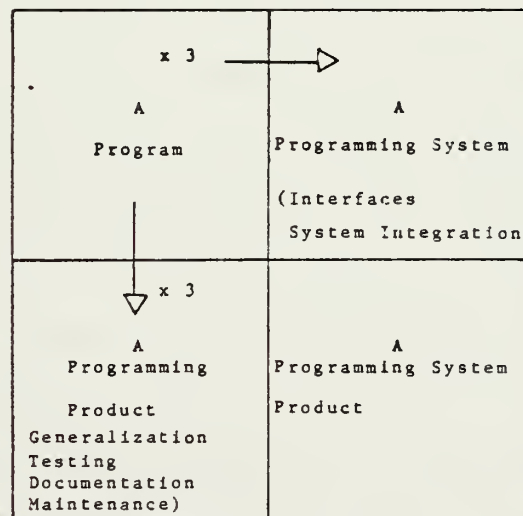 x 3
A
Program
A
Programming System
(Interfaces
System Integration
x 3
A
Programming
Product
Generalization
Testing
Documentation
Maintenance)
A
Programming System
Product